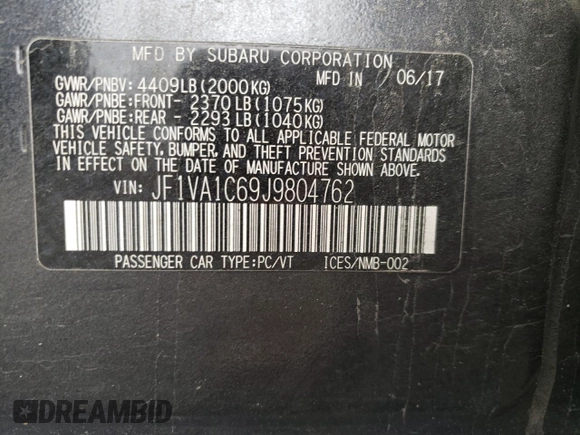 MFD BY SUBARU CORPORATION
GVWR/PNBV: 4409LB(2000KG) MFD IN 06/17
GAWR/PNBE:FRONT- 2370LB(1075KG)
GAWR/PNBE:REAR - 2293LB(1040KG)
THIS VEHICLE CONFORMS TO ALL APPLICABLE FEDERAL MOTOR
VEHICLE SAFETY, BUMPER, AND THEFT PREVENTION STANDARDS
IN EFFECT ON THE DATE OF MANUFACTURE SHOWN ABOVE.
VIN: JF1VA1C69J9804762
PASSENGER CAR TYPE:PC/VT ICES/NMB-002
DREAMBID